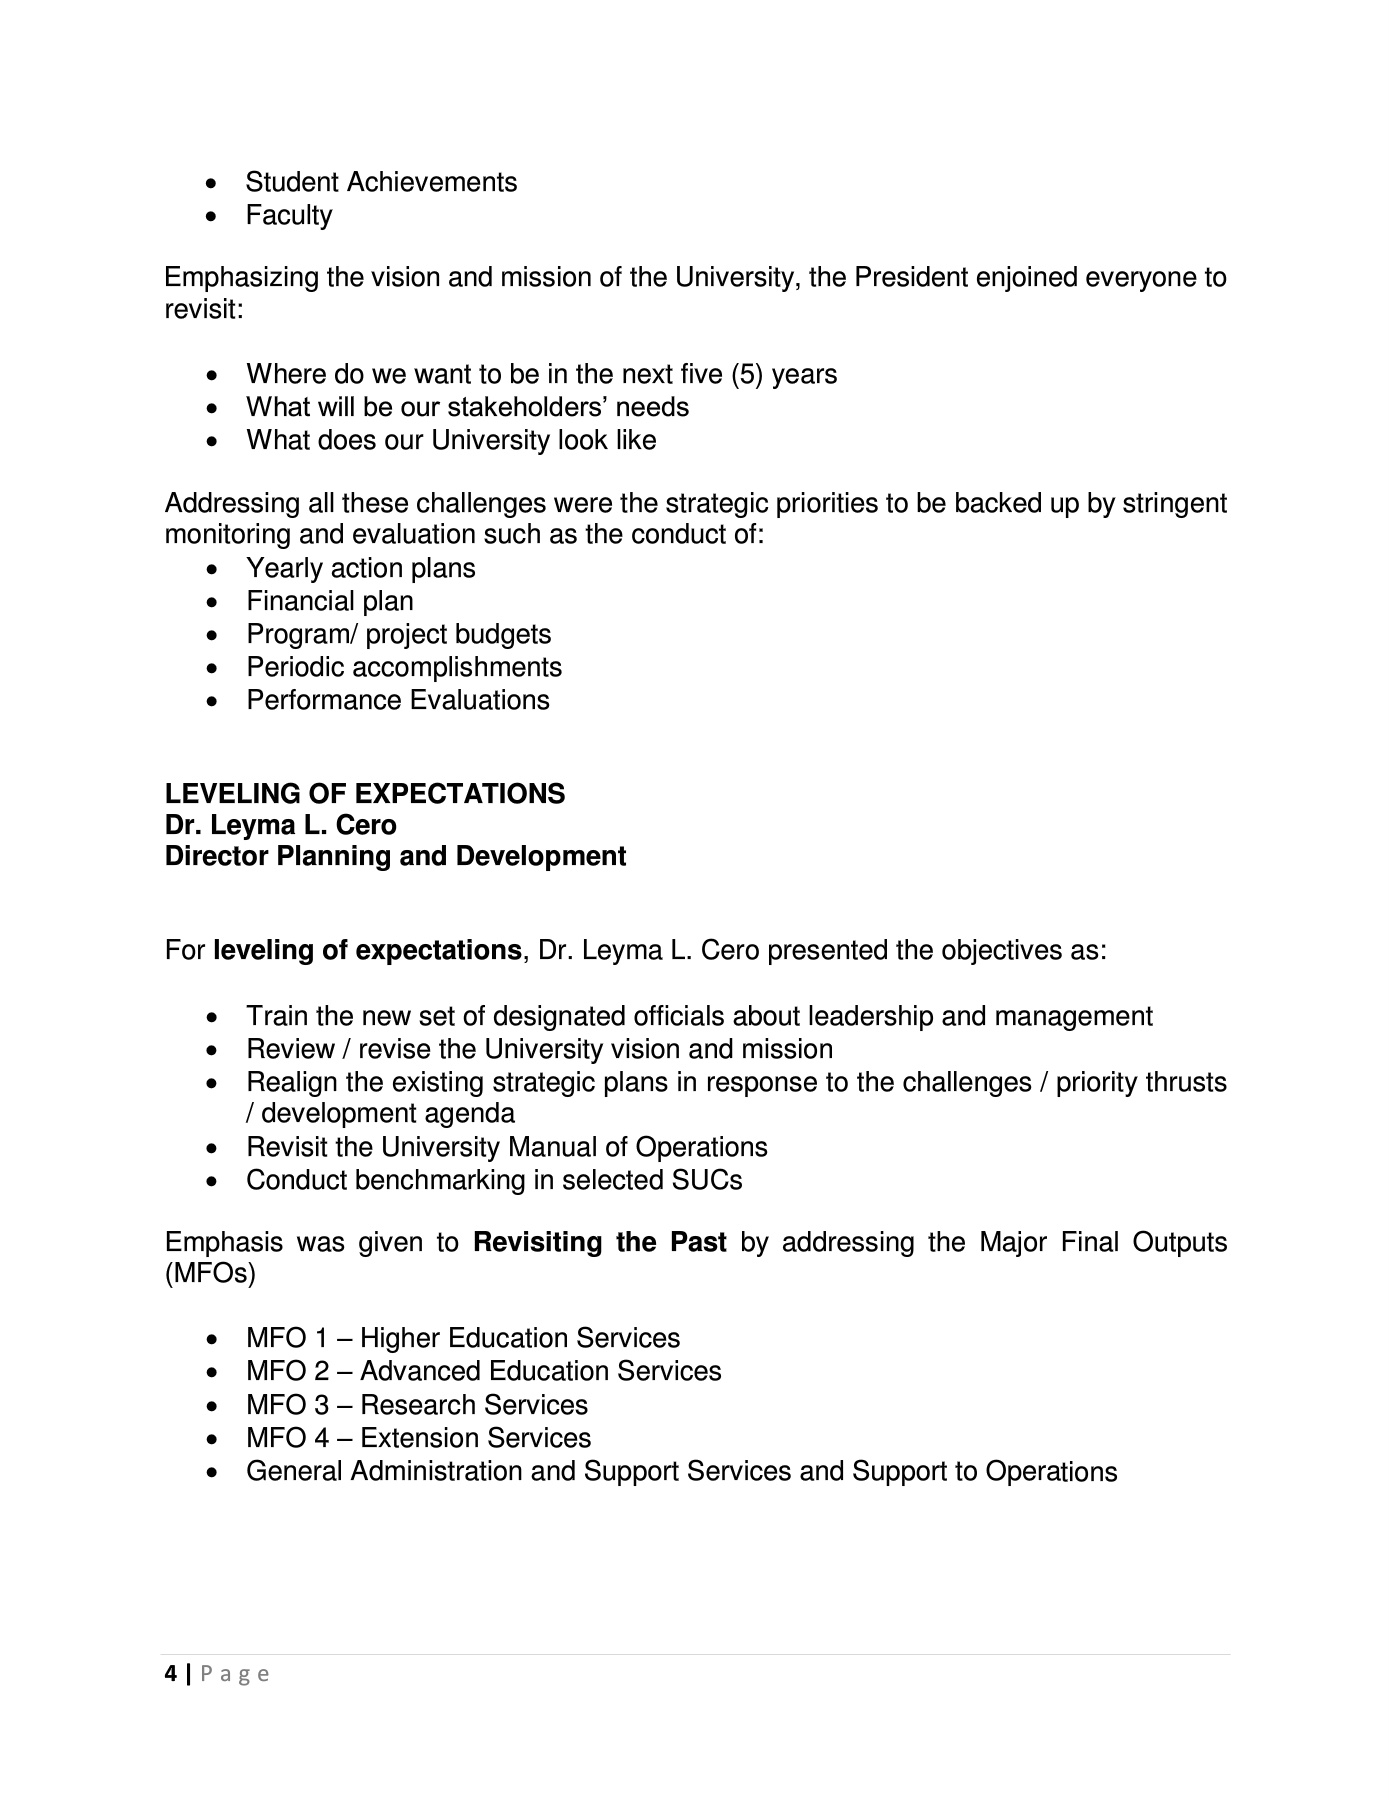 • Student Achievements
• Faculty
Emphasizing the vision and mission of the University, the President enjoined everyone to
revisit:
• Where do we want to be in the next five (5) years
• What will be our stakeholders’ needs
• What does our University look like
Addressing all these challenges were the strategic priorities to be backed up by stringent
monitoring and evaluation such as the conduct of:
• Yearly action plans
• Financial plan
• Program/ project budgets
• Periodic accomplishments
• Performance Evaluations
LEVELING OF EXPECTATIONS
Dr. Leyma L. Cero
Director Planning and Development
For leveling of expectations, Dr. Leyma L. Cero presented the objectives as:
• Train the new set of designated officials about leadership and management
• Review / revise the University vision and mission
• Realign the existing strategic plans in response to the challenges / priority thrusts
/ development agenda
• Revisit the University Manual of Operations
• Conduct benchmarking in selected SUCs
Emphasis was given to Revisiting the Past by addressing the Major Final Outputs
(MFOs)
• MFO 1 – Higher Education Services
• MFO 2 – Advanced Education Services
• MFO 3 – Research Services
• MFO 4 – Extension Services
• General Administration and Support Services and Support to Operations
4 | Page